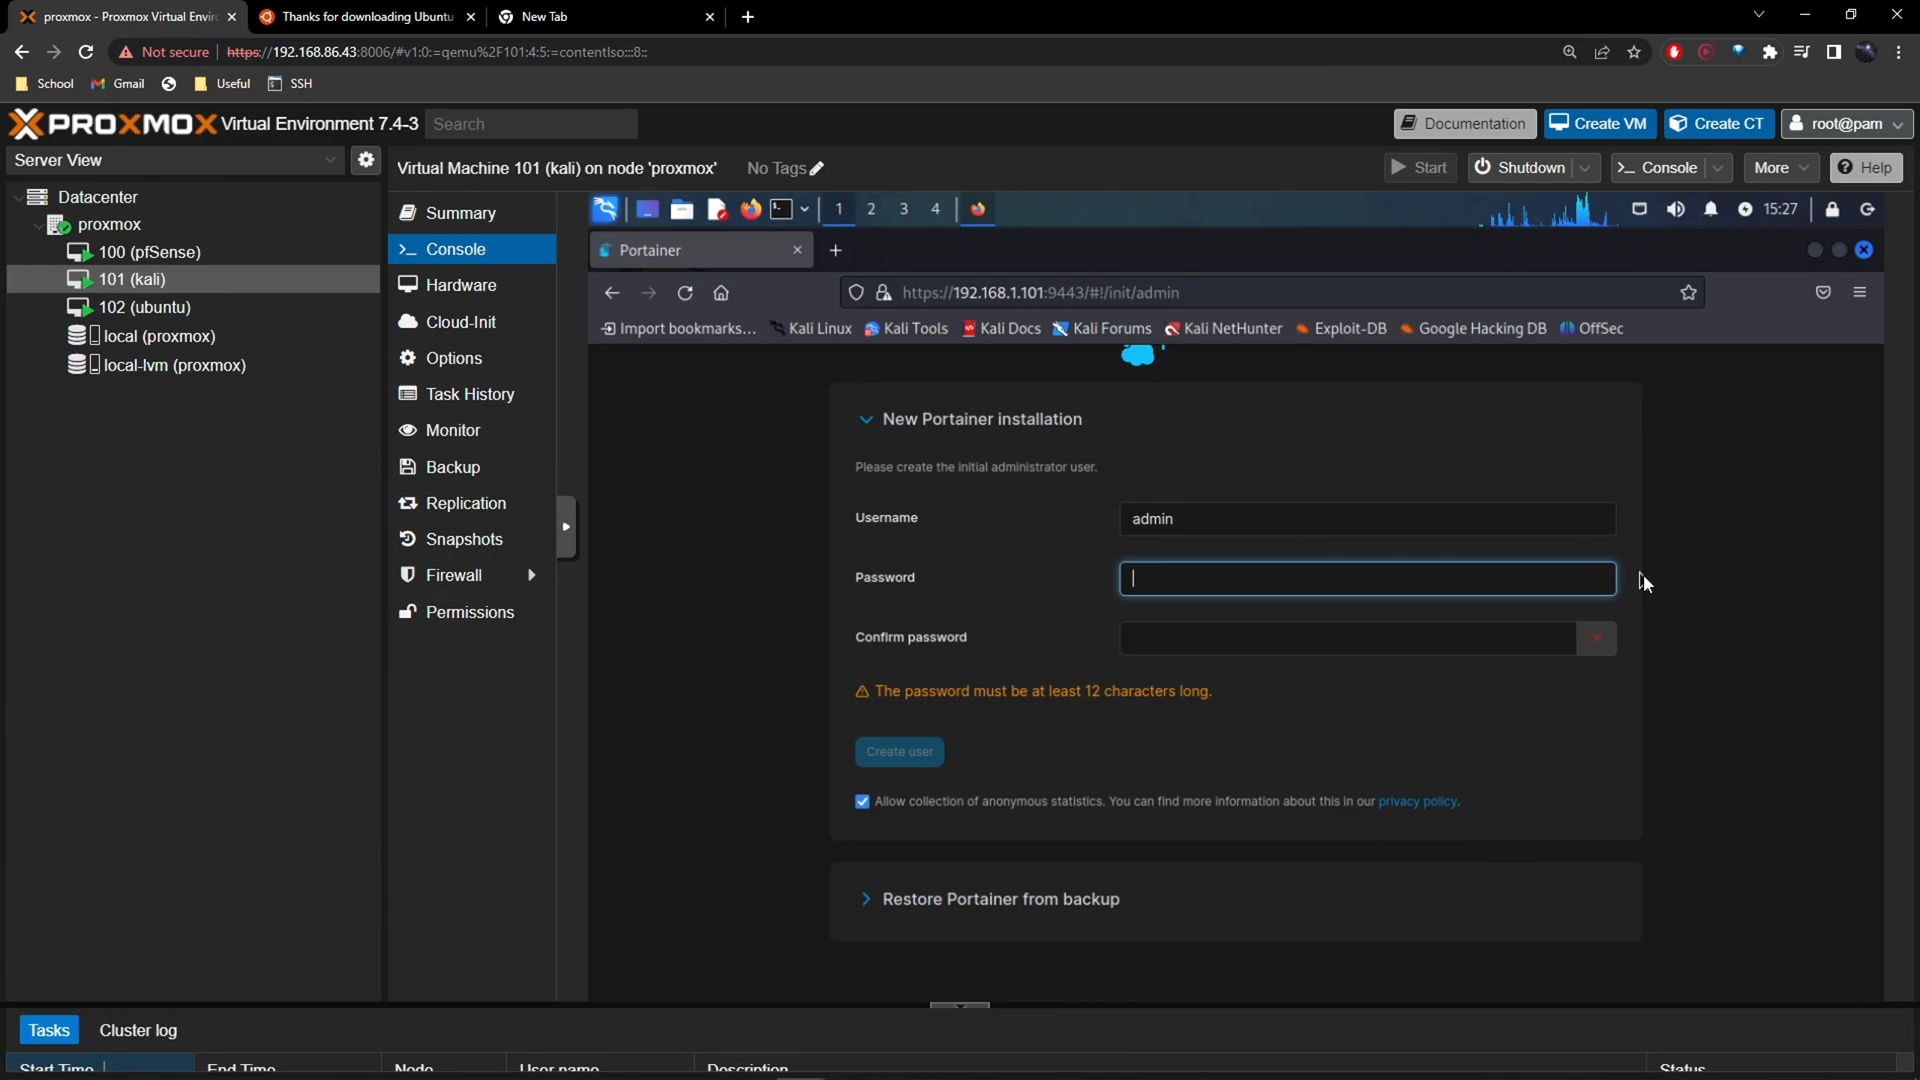 proxmox - Proxmox Virtual Envir
Thanks for downloading Ubuntu
New Tab
Not secure
https://192.168.86.43:8006/#v1:0:=qemu%2F101:4:5:=contentIso:::8::
School
Gmail
Useful
SSH
PROXMOX
Virtual Environment 7.4-3
Search
Documentation
Create VM
Create CT
root@pam
Server View
Virtual Machine 101 (kali) on node 'proxmox'
No Tags
Start
Shutdown
Console
More
Help
Datacenter
proxmox
100 (pfSense)
101 (kali)
102 (ubuntu)
local (proxmox)
local-lvm (proxmox)
Summary
Console
Hardware
Cloud-Init
Options
Task History
Monitor
Backup
Replication
Snapshots
Firewall
Permissions
1
2
3
4
15:27
Portainer
https://192.168.1.101:9443/#!/init/admin
Import bookmarks...
Kali Linux
Kali Tools
Kali Docs
Kali Forums
Kali NetHunter
Exploit-DB
Google Hacking DB
OffSec
New Portainer installation
Please create the initial administrator user.
Username
admin
Password
Confirm password
The password must be at least 12 characters long.
Create user
Allow collection of anonymous statistics. You can find more information about this in our privacy policy.
Restore Portainer from backup
Tasks
Cluster log
Start Time
End Time
Node
User name
Description
Status